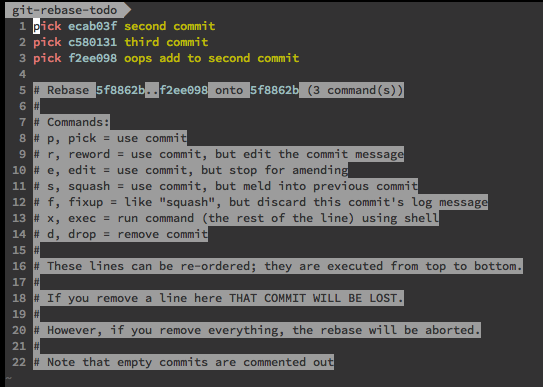 git-rebase-todo
1 pick ecab03f second commit
2 pick c580131 third commit
3 pick f2ee098 oops add to second commit
4
5 # Rebase 5f8862b..f2ee098 onto 5f8862b (3 command(s))
6 #
7 # Commands:
8 # p, pick = use commit
9 # r, reword = use commit, but edit the commit message
10 # e, edit = use commit, but stop for amending
11 # s, squash = use commit, but meld into previous commit
12 # f, fixup = like "squash", but discard this commit's log message
13 # x, exec = run command (the rest of the line) using shell
14 # d, drop = remove commit
15 #
16 # These lines can be re-ordered; they are executed from top to bottom.
17 #
18 # If you remove a line here THAT COMMIT WILL BE LOST.
19 #
20 # However, if you remove everything, the rebase will be aborted.
21 #
22 # Note that empty commits are commented out
~